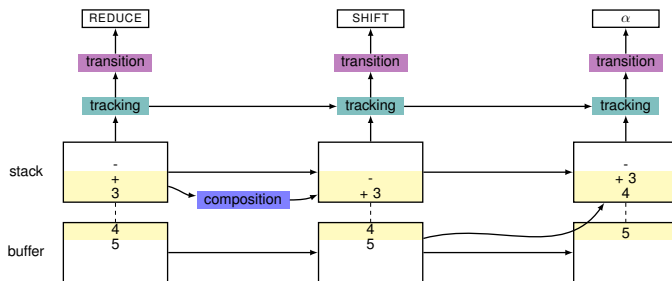 REDUCE SHIFT α
transition transition transition
tracking tracking tracking
stack
-
+
3
composition
-
+ 3
-
+ 3
4
buffer
4
5
4
5
5